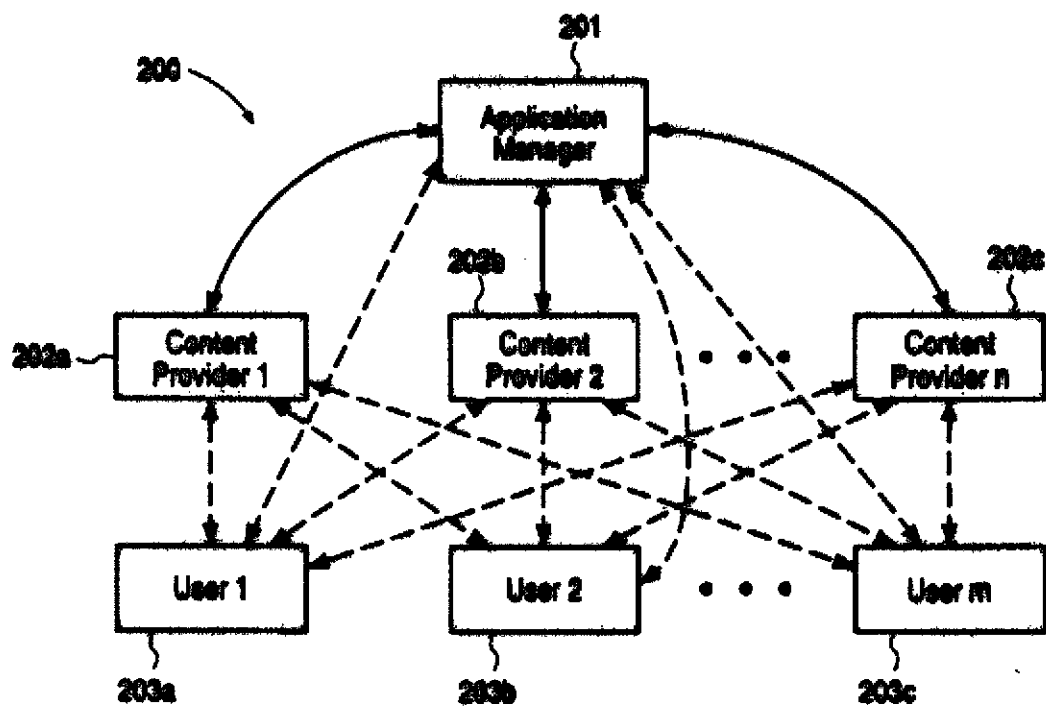 201
200
Application
Manager
202b
202c
202a
Content
Provider 1
Content
Provider 2
Content
Provider n
User 1
User 2
User m
203a
203b
203c